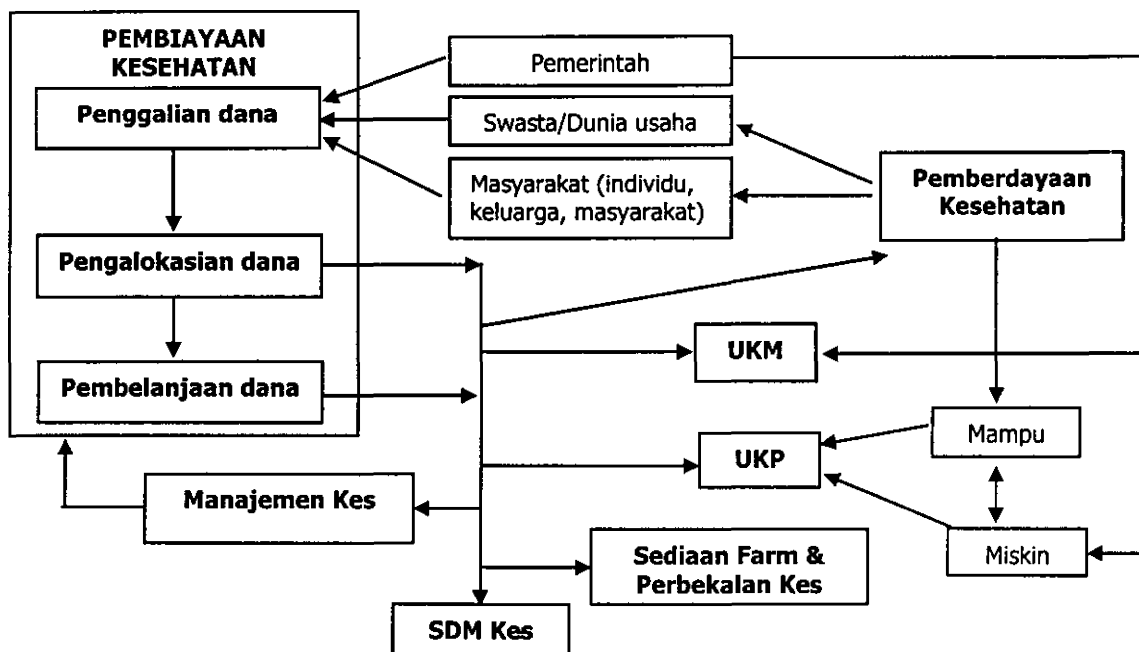 PEMBIAYAAN
KESEHATAN
Penggalian dana
Pengalokasian dana
Pembelanjaan dana
Pemerintah
Swasta/Dunia usaha
Masyarakat (individu,
keluarga, masyarakat)
Pemberdayaan
Kesehatan
UKM
UKP
Mampu
Miskin
Manajemen Kes
Sediaan Farm &
Perbekalan Kes
SDM Kes